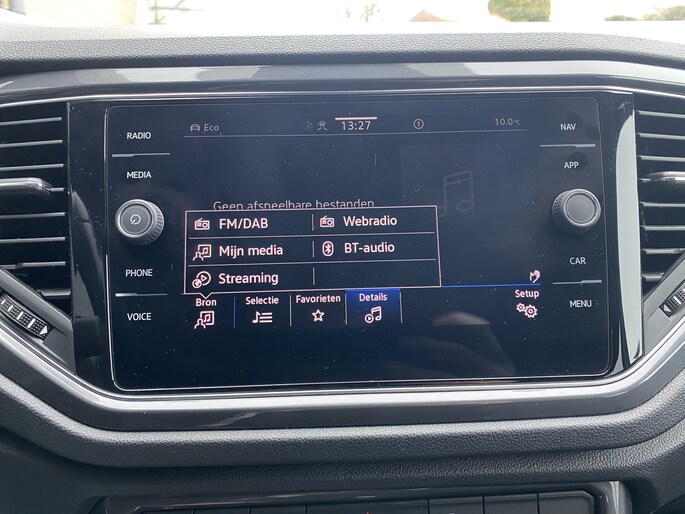 RADIO
MEDIA
PHONE
VOICE
Eco
13:27
10.0°C
Geen afspeelbare bestanden
FM/DAB
Webradio
Mijn media
BT-audio
Streaming
Bron
Selectie
Favorieten
Details
Setup
NAV
APP
CAR
MENU